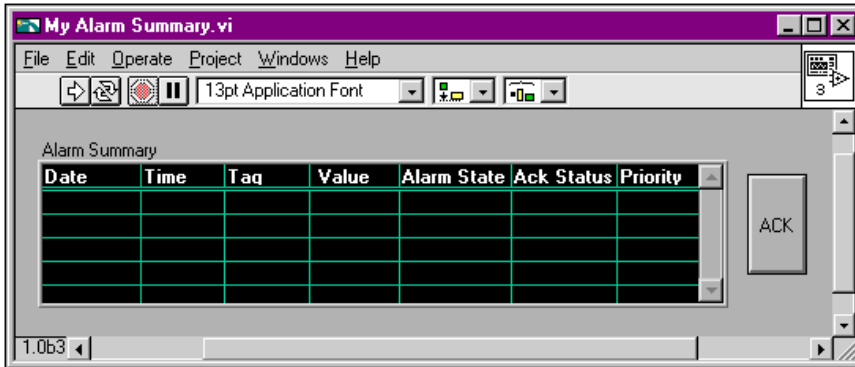 My Alarm Summary.vi
File Edit Operate Project Windows Help
13pt Application Font
3
Alarm Summary
Date Time Tag Value Alarm State Ack Status Priority
ACK
1.0b3